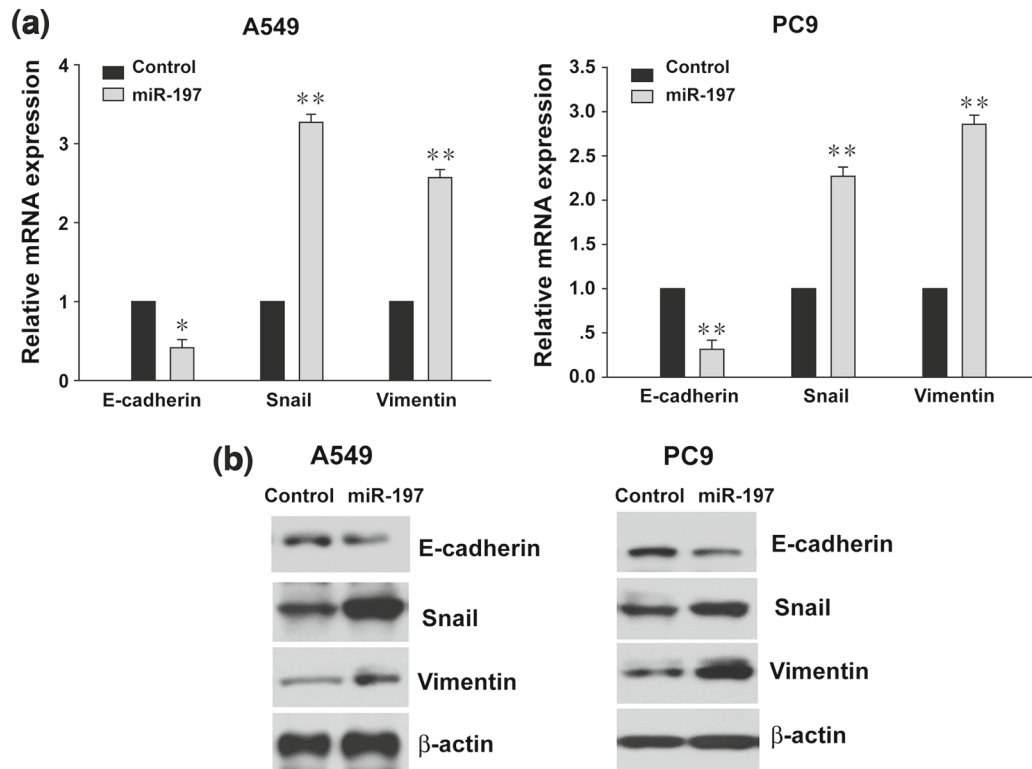 (a)
A549
Relative mRNA expression
4
3
2
1
0
Control
miR-197
**
**
*
E-cadherin Snail Vimentin
PC9
Relative mRNA expression
3.5
3.0
2.5
2.0
1.0
.5
0.0
Control
miR-197
**
**
**
E-cadherin Snail Vimentin
(b)
A549
Control miR-197
E-cadherin
Snail
Vimentin
β-actin
PC9
Control miR-197
E-cadherin
Snail
Vimentin
β-actin